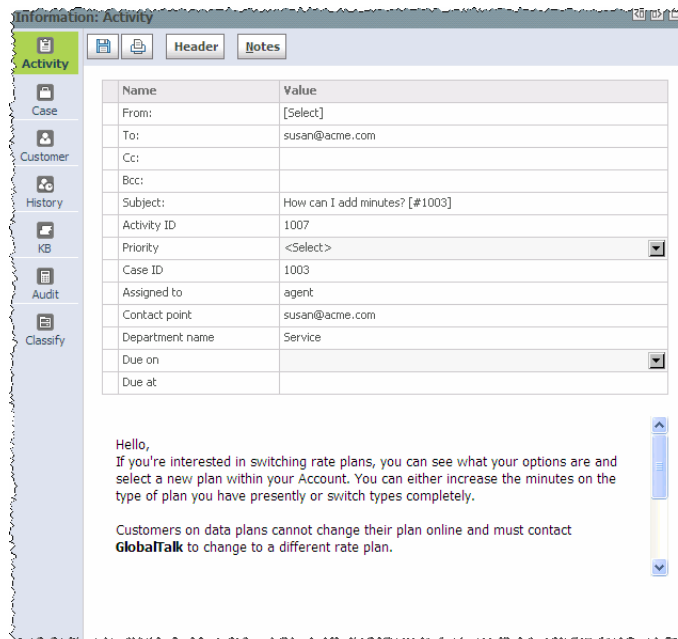 Information: Activity
Activity
Header
Notes
Case
Customer
History
KB
Audit
Classify
Name Value
From: [Select]
To: susan@acme.com
Cc:
Bcc:
Subject: How can I add minutes? [#1003]
Activity ID 1007
Priority <Select>
Case ID 1003
Assigned to agent
Contact point susan@acme.com
Department name Service
Due on
Due at
Hello,
If you're interested in switching rate plans, you can see what your options are and
select a new plan within your Account. You can either increase the minutes on the
type of plan you have presently or switch types completely.
Customers on data plans cannot change their plan online and must contact
GlobalTalk to change to a different rate plan.